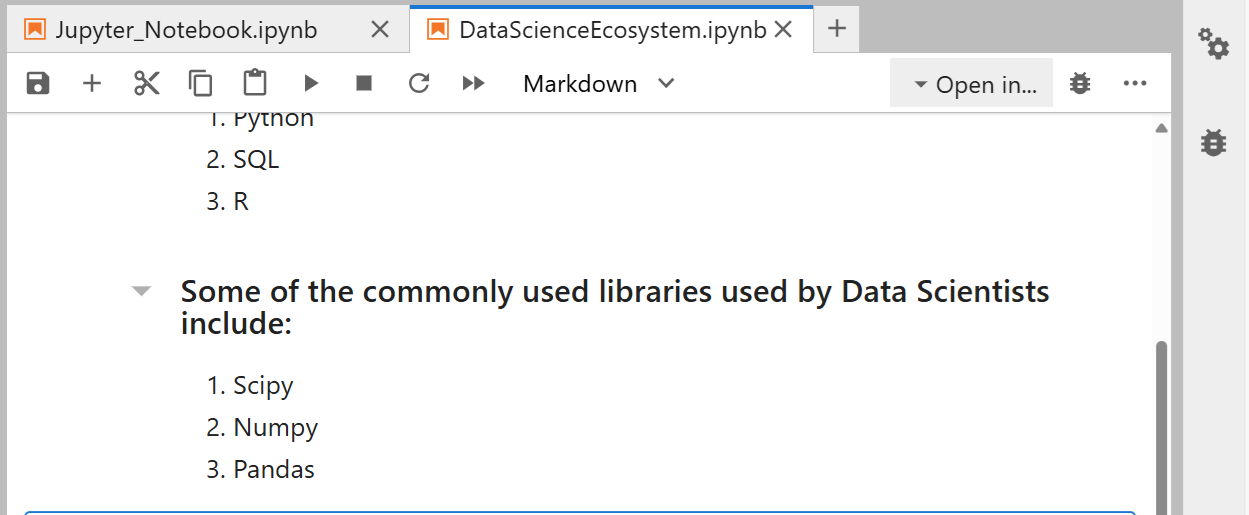 Jupyter_Notebook.ipynb
DataScienceEcosystem.ipynb
Markdown
Open in...
1. Python
2. SQL
3. R
Some of the commonly used libraries used by Data Scientists
include:
1. Scipy
2. Numpy
3. Pandas